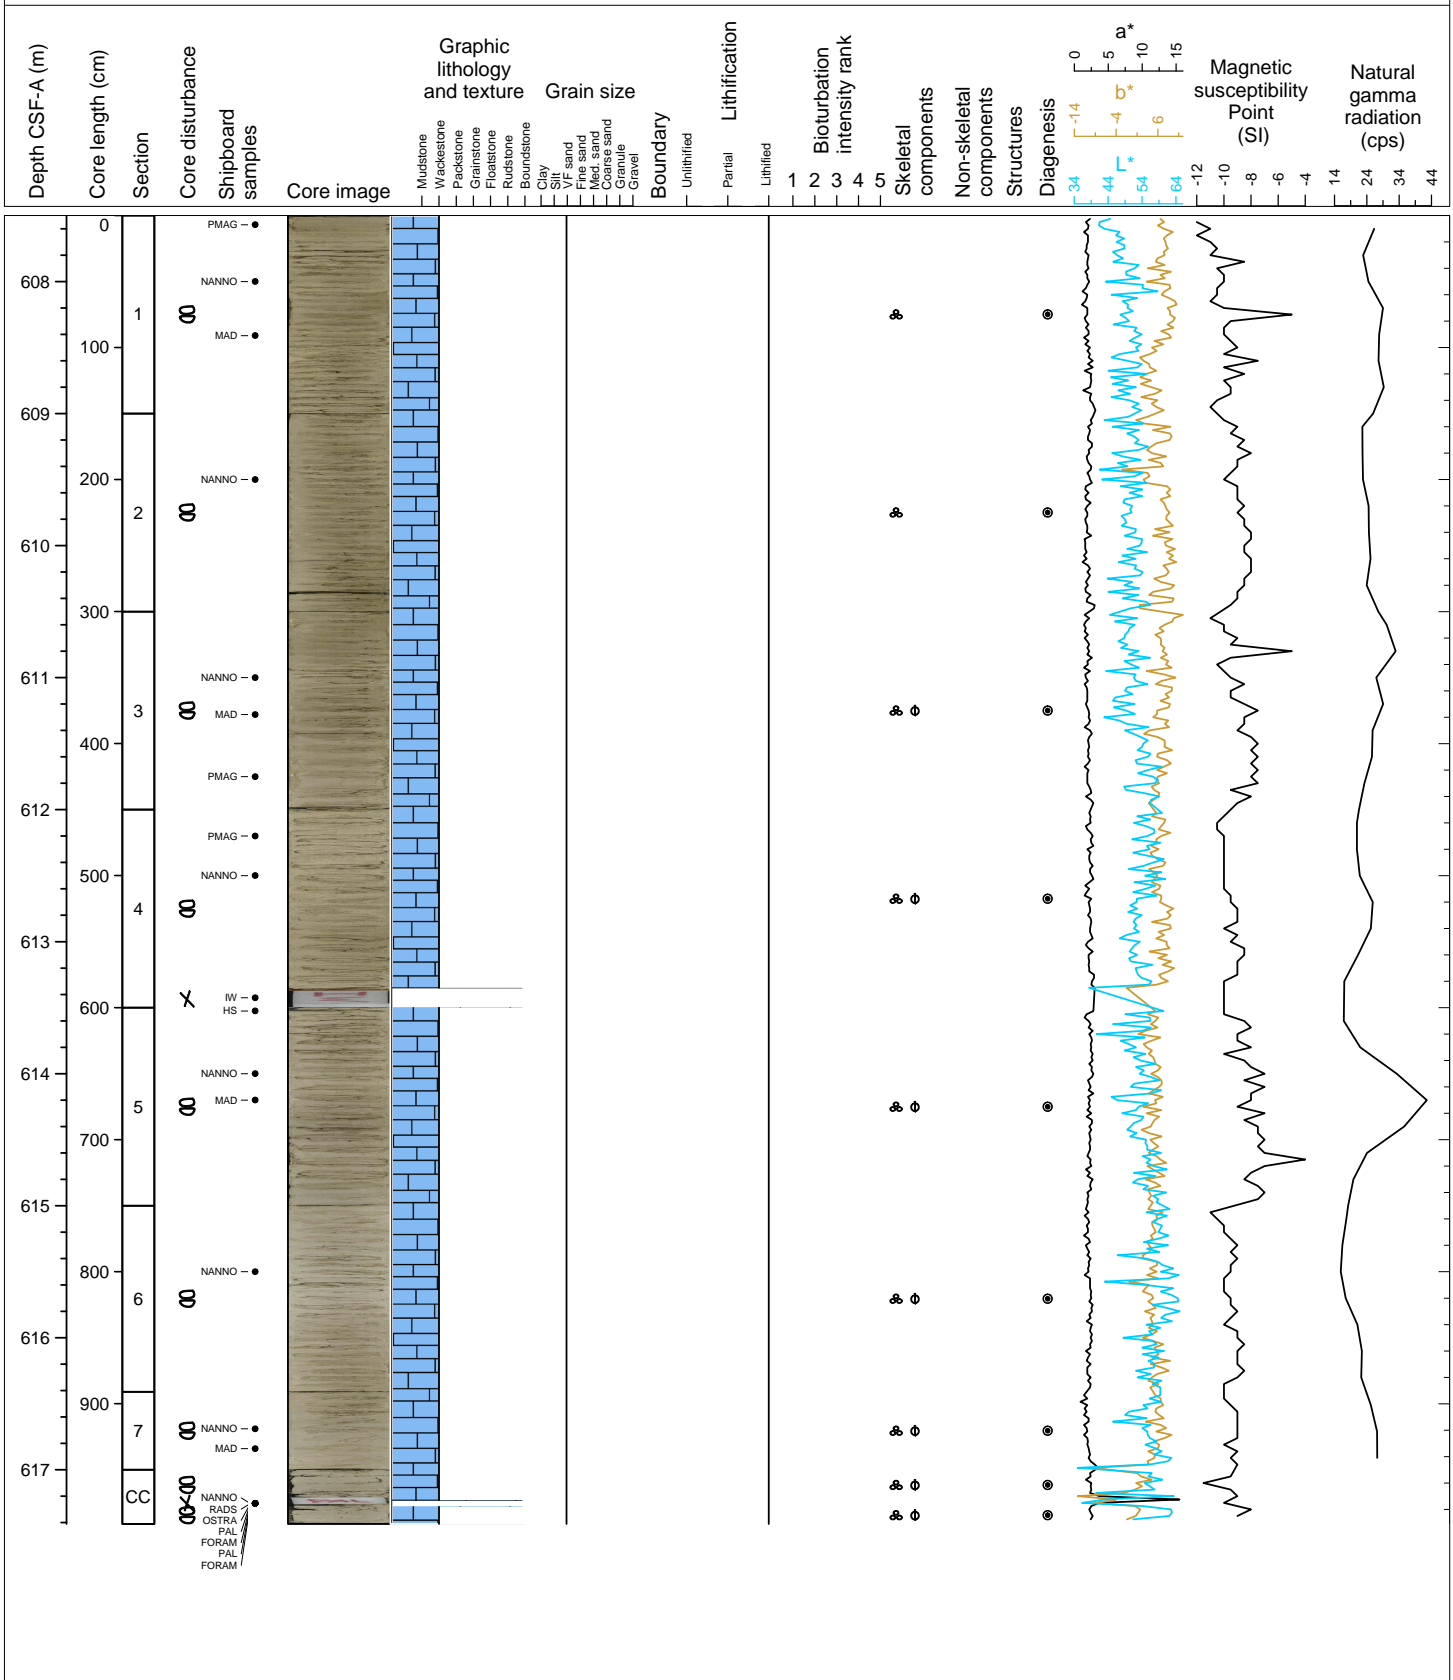 Depth CSF-A (m)
Core length (cm)
Section
Core disturbance
Shipboard
samples
Core image
Graphic
lithology
and texture
Mudstone
Wackestone
Packstone
Grainstone
Floatstone
Rudstone
Boundstone
Grain size
Clay
Silt
VF sand
Fine sand
Med. sand
Coarse sand
Granule
Gravel
Boundary
Lithification
Unlithified
Partial
Lithified
Bioturbation
intensity rank
1 2 3 4 5
Skeletal
components
Non-skeletal
components
Structures
Diagenesis
a*
0 5 10 15
b*
-14 -4 6
L*
34 44 54 64
Magnetic
susceptibility
Point
(SI)
-12 -10 -8 -6 -4
Natural
gamma
radiation
(cps)
14 24 34 44
0
PMAG
608
NANNO
1
MAD
100
609
200
NANNO
2
610
300
611
NANNO
3
MAD
400
PMAG
612
PMAG
500
NANNO
4
613
IW
600
HS
614
NANNO
5
MAD
700
615
800
NANNO
6
616
900
7
NANNO
MAD
617
CC
NANNO
RADS
OSTRA
PAL
FORAM
PAL
FORAM